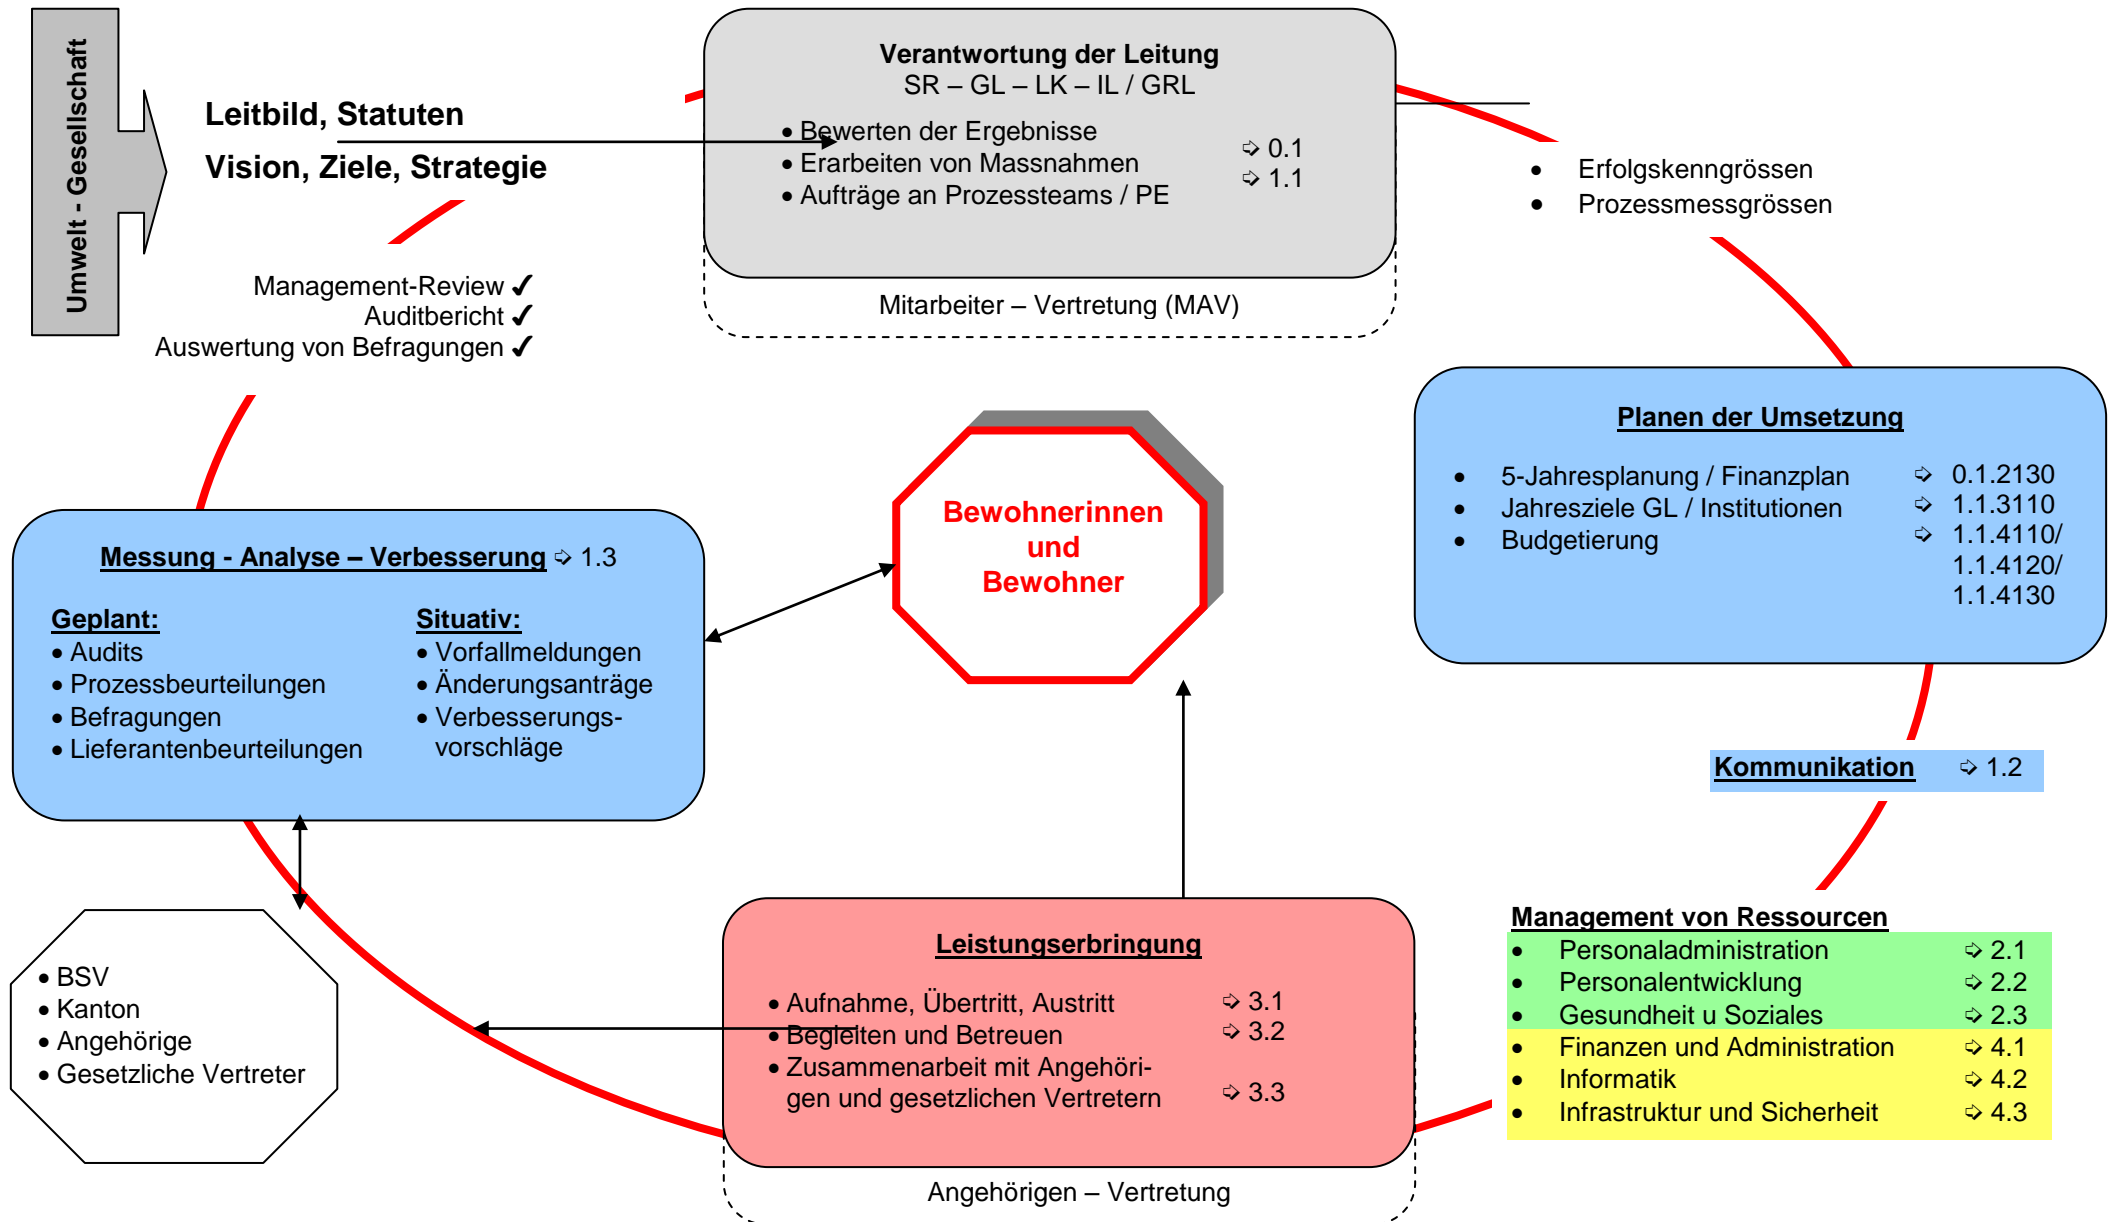 Umwelt - Gesellschaft
Leitbild, Statuten
Vision, Ziele, Strategie
Verantwortung der Leitung
SR – GL – LK – IL / GRL
• Bewerten der Ergebnisse
• Erarbeiten von Massnahmen ➪ 0.1
• Aufträge an Prozessteams / PE ➪ 1.1
Mitarbeiter – Vertretung (MAV)
• Erfolgskenngrössen
• Prozessmessgrössen
Management-Review ✔
Auditbericht ✔
Auswertung von Befragungen ✔
Planen der Umsetzung
• 5-Jahresplanung / Finanzplan ➪ 0.1.2130
• Jahresziele GL / Institutionen ➪ 1.1.3110
• Budgetierung ➪ 1.1.4110/
1.1.4120/
1.1.4130
Bewohnerinnen
und
Bewohner
Messung - Analyse – Verbesserung ➪ 1.3
Geplant:
• Audits
• Prozessbeurteilungen
• Befragungen
• Lieferantenbeurteilungen
Situativ:
• Vorfallmeldungen
• Änderungsanträge
• Verbesserungs-
vorschläge
Kommunikation ➪ 1.2
Management von Ressourcen
• Personaladministration ➪ 2.1
• Personalentwicklung ➪ 2.2
• Gesundheit u Soziales ➪ 2.3
• Finanzen und Administration ➪ 4.1
• Informatik ➪ 4.2
• Infrastruktur und Sicherheit ➪ 4.3
Leistungserbringung
• Aufnahme, Übertritt, Austritt ➪ 3.1
• Begleiten und Betreuen ➪ 3.2
• Zusammenarbeit mit Angehöri-
gen und gesetzlichen Vertretern ➪ 3.3
Angehörigen – Vertretung
• BSV
• Kanton
• Angehörige
• Gesetzliche Vertreter